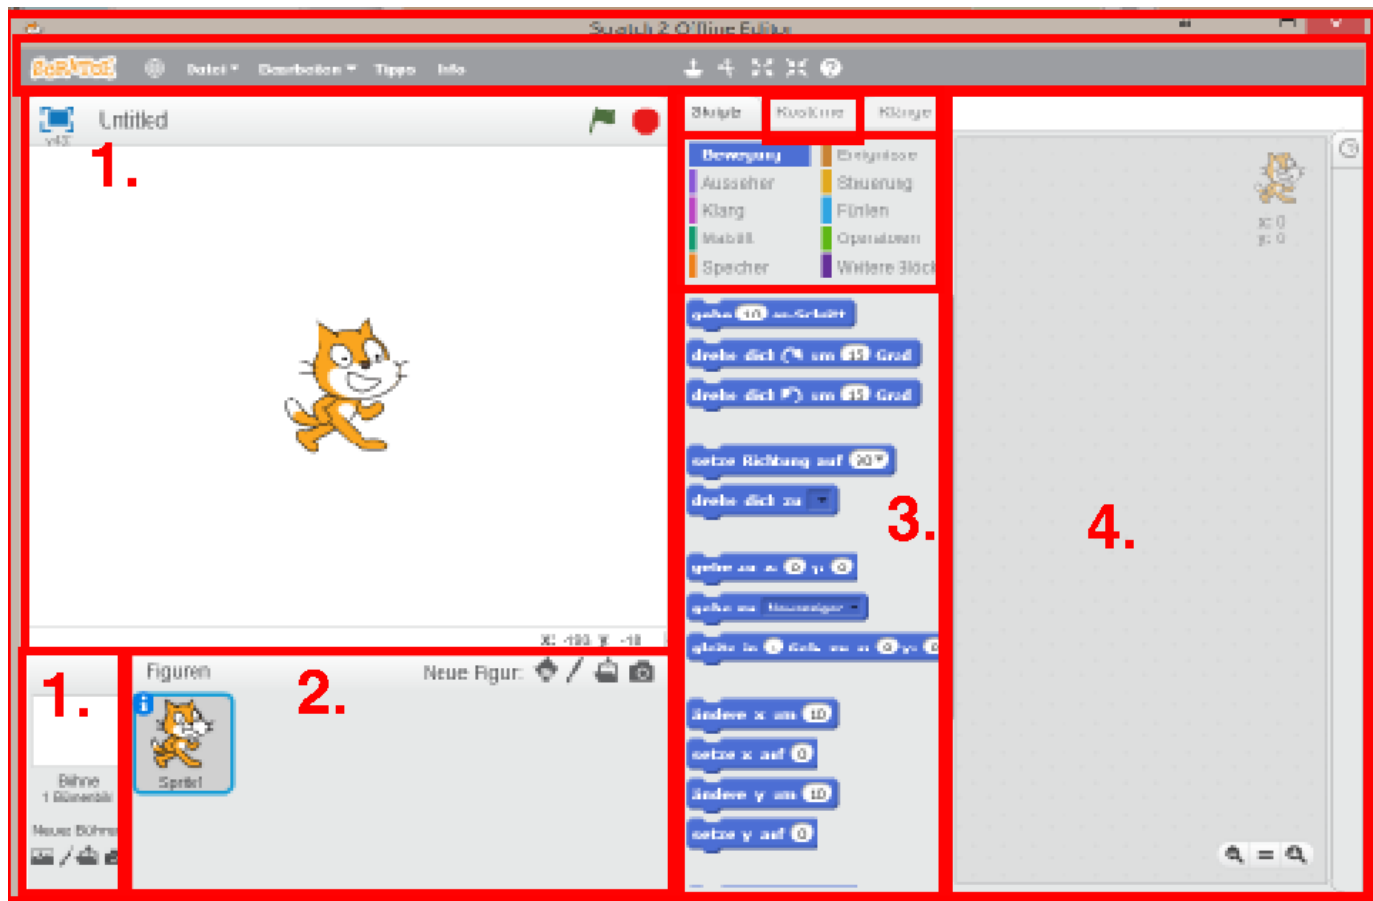 Scratch 2 Offline Editor
SCRATCH Datei Bearbeiten Tipps Info
Untitled
1.
Skripte Kostüme Klänge
Bewegung Ereignisse
Aussehen Steuerung
Klang Fühlen
Malstift Operatoren
Weitere Blöck
x: 0
y: 0
gehe 10 er-Schritt
drehe dich um 15 Grad
drehe dich um 15 Grad
setze Richtung auf 90
drehe dich zu
3.
4.
gehe zu x: 0 y: 0
gehe zu Mauszeiger
gleite in 1 Sek. zu x: 0 y: 0
ändere x um 10
setze x auf 0
ändere y um 10
setze y auf 0
1.
Bühne
1 Bühnenbild
Neue Bühne
Figuren
2.
Neue Figur:
Sprite1